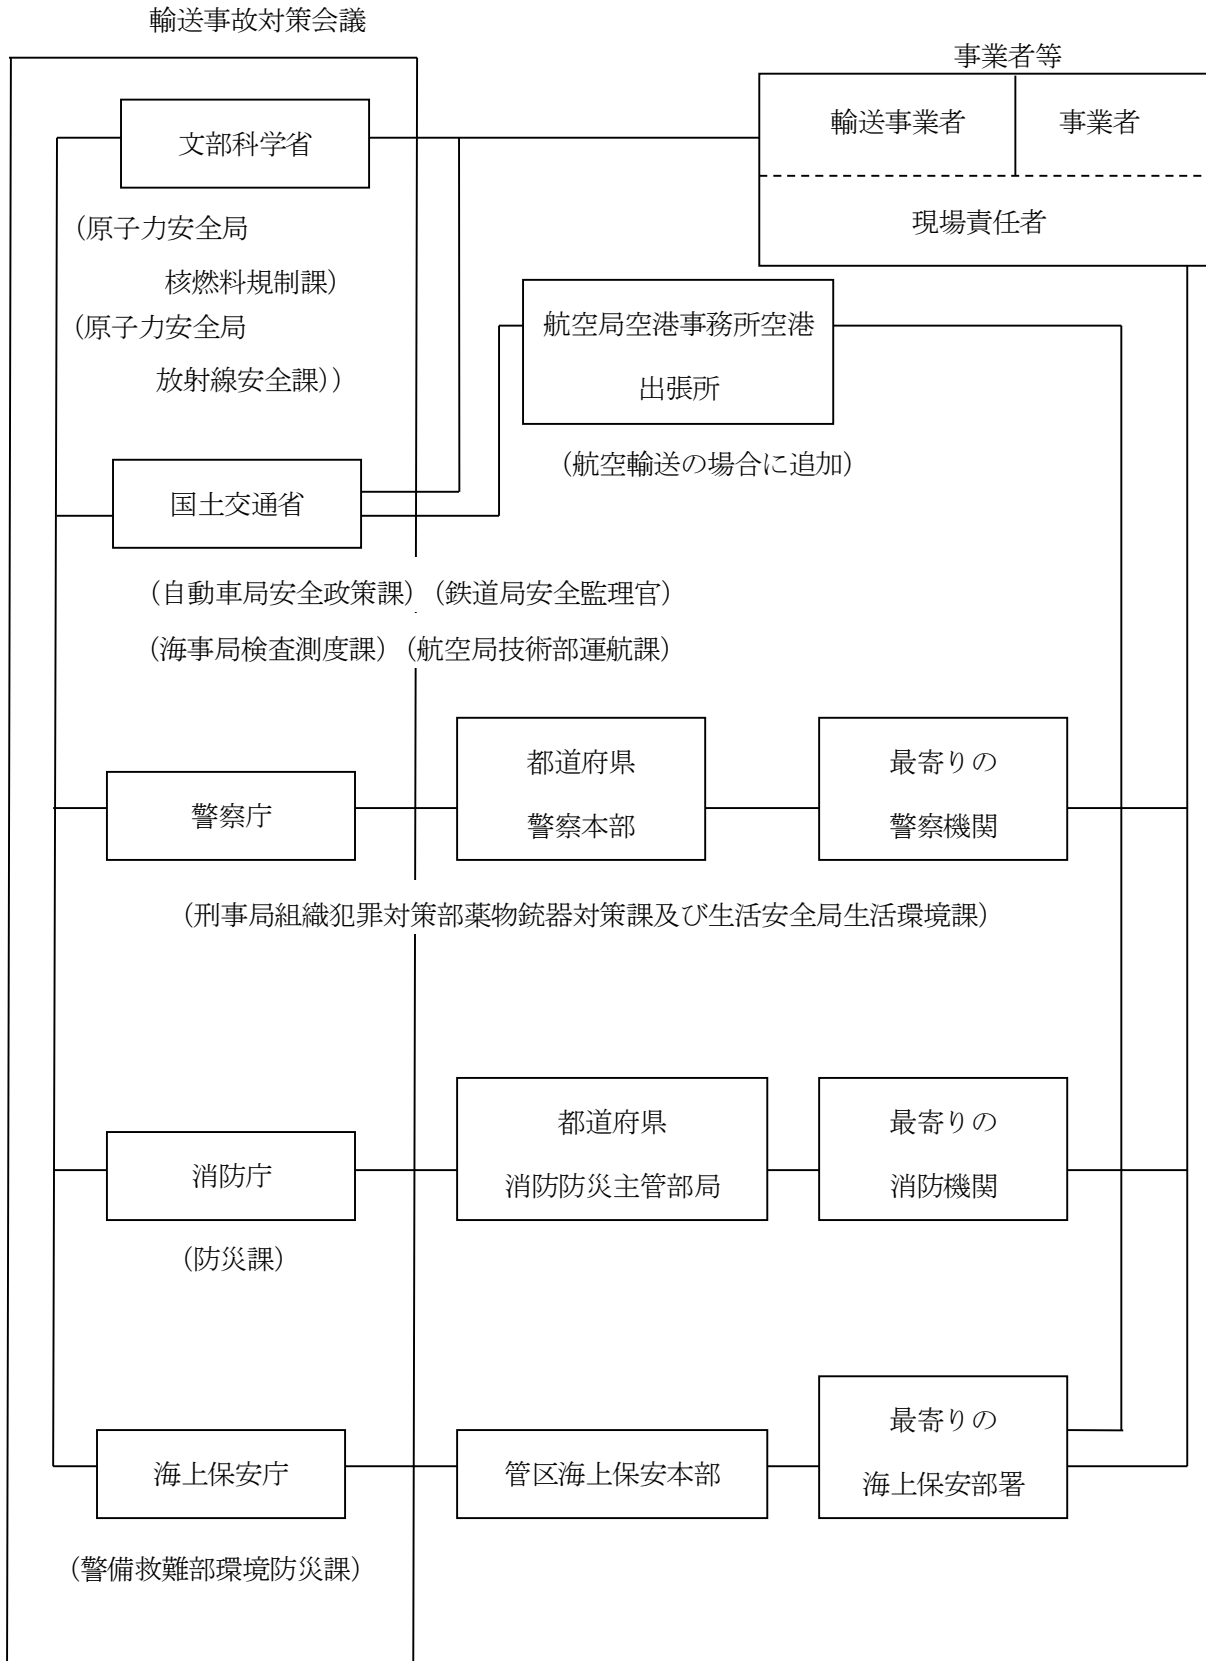 輸送事故対策会議
事業者等
輸送事業者
事業者
文部科学省
現場責任者
(原子力安全局
核燃料規制課)
(原子力安全局
放射線安全課))
航空局空港事務所空港
出張所
(航空輸送の場合に追加)
国土交通省
(自動車局安全政策課) (鉄道局安全監理官)
(海事局検査測度課) (航空局技術部運航課)
都道府県
警察本部
最寄りの
警察機関
警察庁
(刑事局組織犯罪対策部薬物銃器対策課及び生活安全局生活環境課)
都道府県
消防防災主管部局
最寄りの
消防機関
消防庁
(防災課)
最寄りの
海上保安部署
海上保安庁
管区海上保安本部
(警備救難部環境防災課)